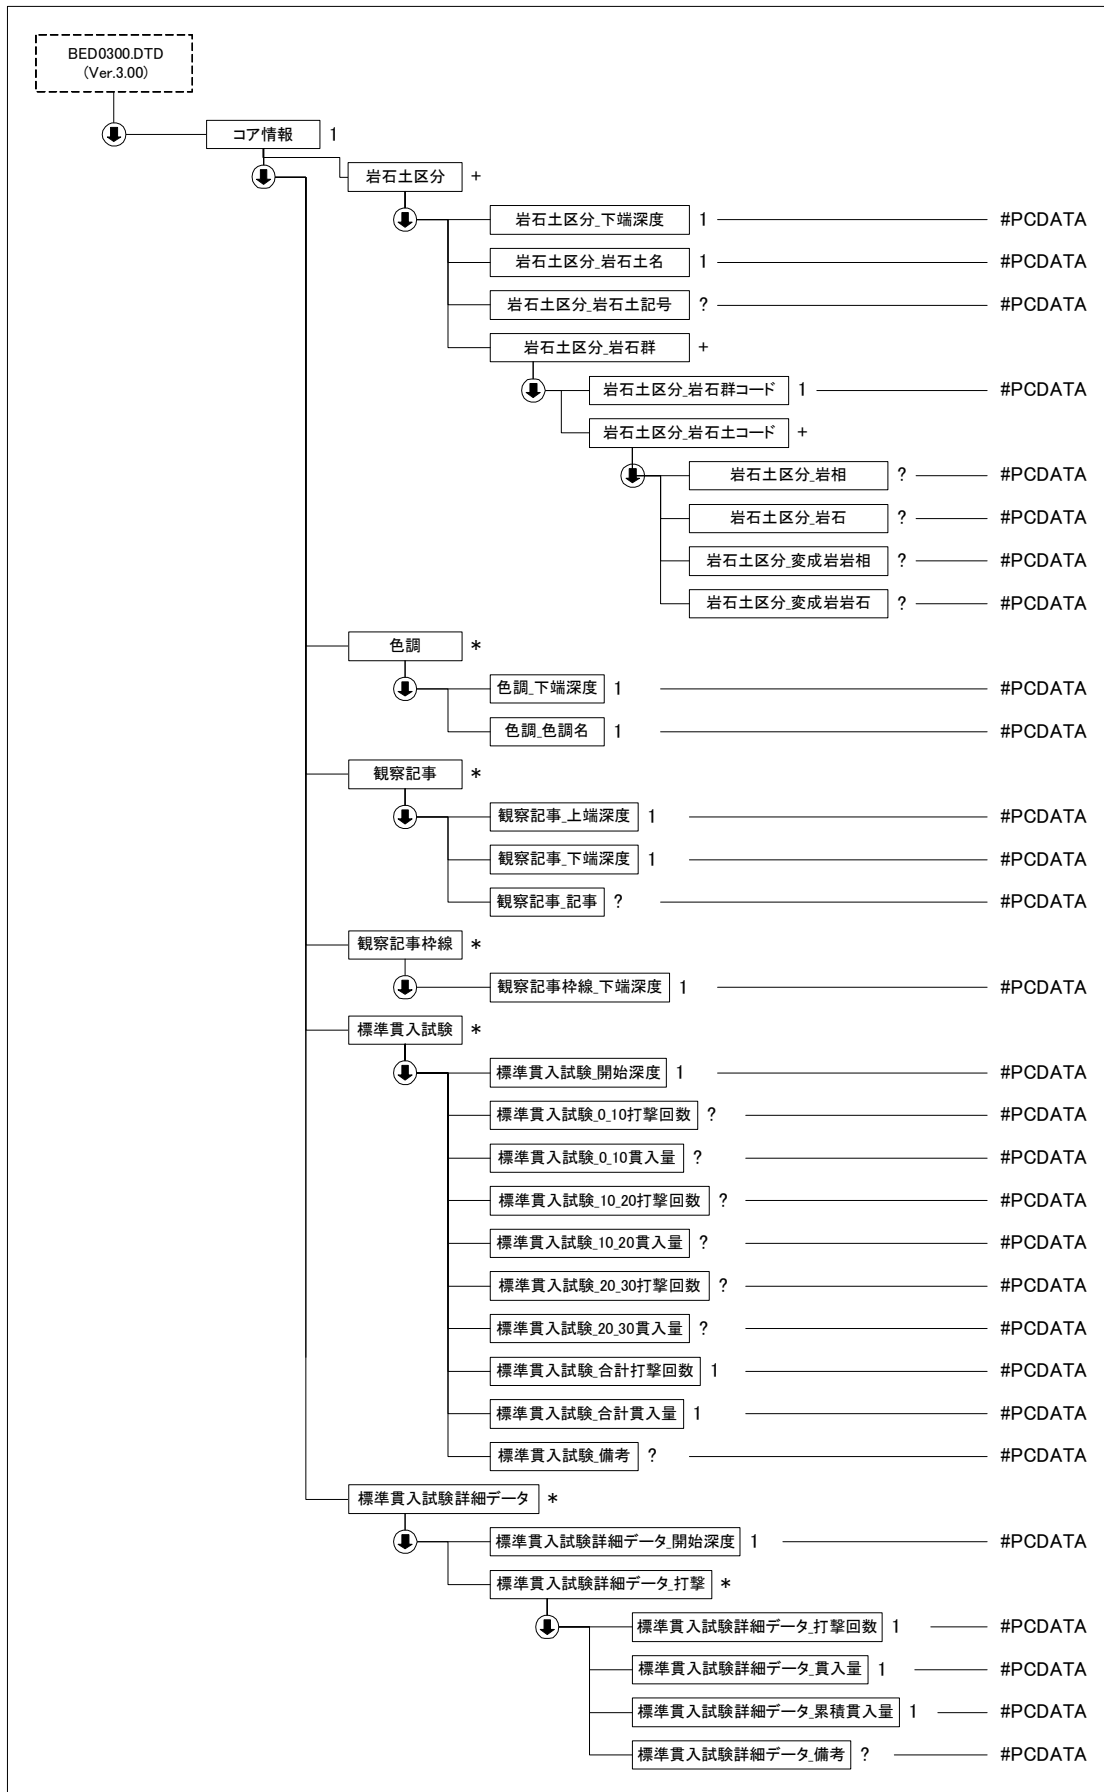 BED0300.DTD
(Ver.3.00)
コア情報 1
岩石土区分 +
岩石土区分_下端深度 1 #PCDATA
岩石土区分_岩石土名 1 #PCDATA
岩石土区分_岩石土記号 ? #PCDATA
岩石土区分_岩石群 +
岩石土区分_岩石群コード 1 #PCDATA
岩石土区分_岩石土コード +
岩石土区分_岩相 ? #PCDATA
岩石土区分_岩石 ? #PCDATA
岩石土区分_変成岩岩相 ? #PCDATA
岩石土区分_変成岩岩石 ? #PCDATA
色調 *
色調_下端深度 1 #PCDATA
色調_色調名 1 #PCDATA
観察記事 *
観察記事_上端深度 1 #PCDATA
観察記事_下端深度 1 #PCDATA
観察記事_記事 ? #PCDATA
観察記事枠線 *
観察記事枠線_下端深度 1 #PCDATA
標準貫入試験 *
標準貫入試験_開始深度 1 #PCDATA
標準貫入試験_0_10打撃回数 ? #PCDATA
標準貫入試験_0_10貫入量 ? #PCDATA
標準貫入試験_10_20打撃回数 ? #PCDATA
標準貫入試験_10_20貫入量 ? #PCDATA
標準貫入試験_20_30打撃回数 ? #PCDATA
標準貫入試験_20_30貫入量 ? #PCDATA
標準貫入試験_合計打撃回数 1 #PCDATA
標準貫入試験_合計貫入量 1 #PCDATA
標準貫入試験_備考 ? #PCDATA
標準貫入試験詳細データ *
標準貫入試験詳細データ_開始深度 1 #PCDATA
標準貫入試験詳細データ_打撃 *
標準貫入試験詳細データ_打撃回数 1 #PCDATA
標準貫入試験詳細データ_貫入量 1 #PCDATA
標準貫入試験詳細データ_累積貫入量 1 #PCDATA
標準貫入試験詳細データ_備考 ? #PCDATA